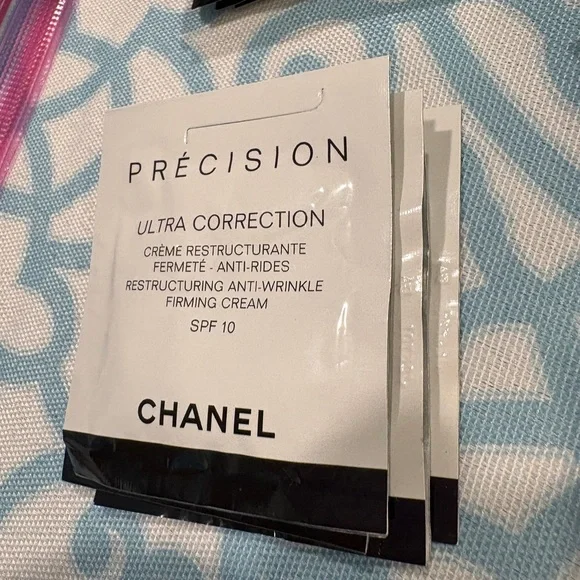 PRÉCISION
ULTRA CORRECTION
CRÈME RESTRUCTURANTE
FERMETÉ - ANTI-RIDES
RESTRUCTURING ANTI-WRINKLE
FIRMING CREAM
SPF 10
CHANEL